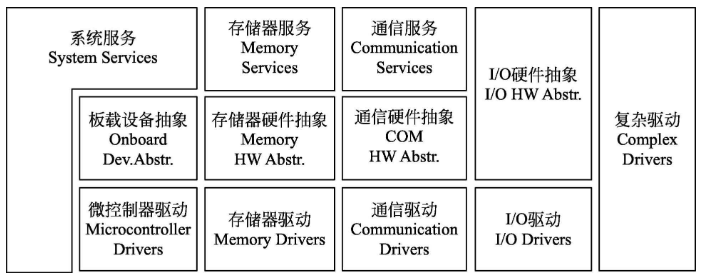 系统服务
System Services
存储器服务
Memory
Services
通信服务
Communication
Services
I/O硬件抽象
I/O HW Abstr.
复杂驱动
Complex
Drivers
板载设备抽象
Onboard
Dev.Abstr.
存储器硬件抽象
Memory
HW Abstr.
通信硬件抽象
COM
HW Abstr.
微控制器驱动
Microcontroller
Drivers
存储器驱动
Memory Drivers
通信驱动
Communication
Drivers
I/O驱动
I/O Drivers